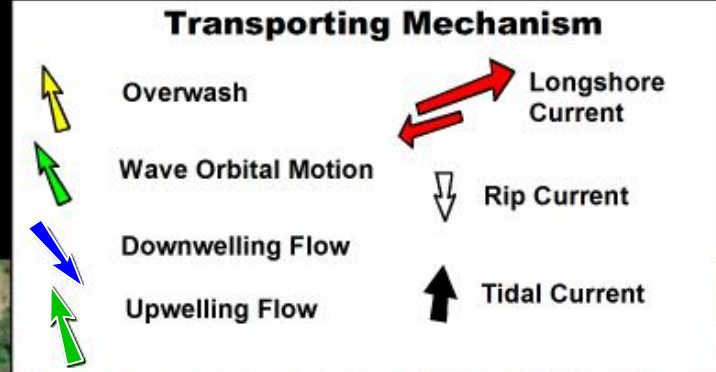 Transporting Mechanism
Overwash
Wave Orbital Motion
Downwelling Flow
Upwelling Flow
Longshore
Current
Rip Current
Tidal Current